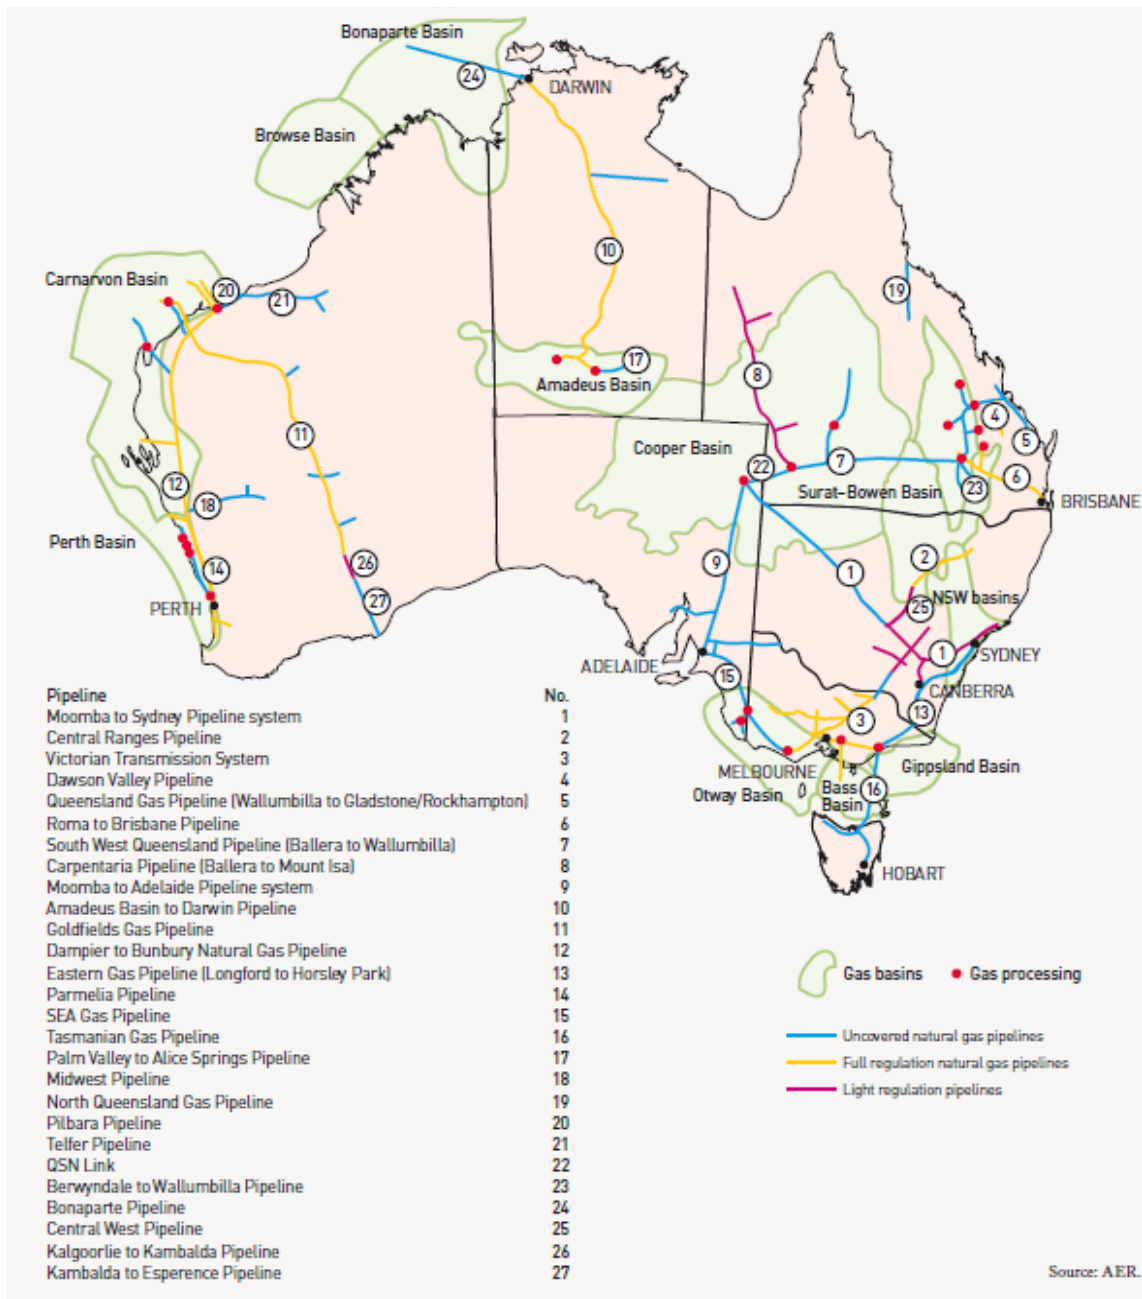 Bonaparte Basin
24
DARWIN
Browse Basin
10
Carnarvon Basin
20
21
19
17
Amadeus Basin
8
4
5
11
Cooper Basin
22
7
12
18
Surat-Bowen Basin
23
6
BRISBANE
Perth Basin
14
26
9
1
2
PERTH
27
25
NSW basins
ADELAIDE
1
SYDNEY
15
CANBERRA
3
13
MELBOURNE
Gippsland Basin
Otway Basin
Bass
Basin
16
HOBART
Pipeline No.
Moomba to Sydney Pipeline system 1
Central Ranges Pipeline 2
Victorian Transmission System 3
Dawson Valley Pipeline 4
Queensland Gas Pipeline (Wallumbilla to Gladstone/Rockhampton) 5
Roma to Brisbane Pipeline 6
South West Queensland Pipeline (Ballera to Wallumbilla) 7
Carpentaria Pipeline (Ballera to Mount Isa) 8
Moomba to Adelaide Pipeline system 9
Amadeus Basin to Darwin Pipeline 10
Goldfields Gas Pipeline 11
Dampier to Bunbury Natural Gas Pipeline 12
Eastern Gas Pipeline (Longford to Horsley Park) 13
Parmelia Pipeline 14
SEA Gas Pipeline 15
Tasmanian Gas Pipeline 16
Palm Valley to Alice Springs Pipeline 17
Midwest Pipeline 18
North Queensland Gas Pipeline 19
Pilbara Pipeline 20
Telfer Pipeline 21
QSN Link 22
Berwyndale to Wallumbilla Pipeline 23
Bonaparte Pipeline 24
Central West Pipeline 25
Kalgoorlie to Kambalda Pipeline 26
Kambalda to Esperence Pipeline 27
Gas basins
Gas processing
Uncovered natural gas pipelines
Full regulation natural gas pipelines
Light regulation pipelines
Source: AER.